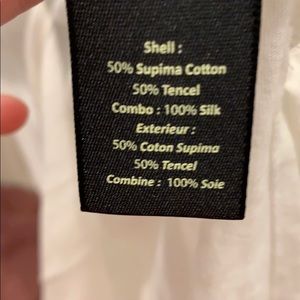 Shell :
50% Supima Cotton
50% Tencel
Combo : 100% Silk
Exterieur :
50% Coton Supima
50% Tencel
Combine : 100% Soie